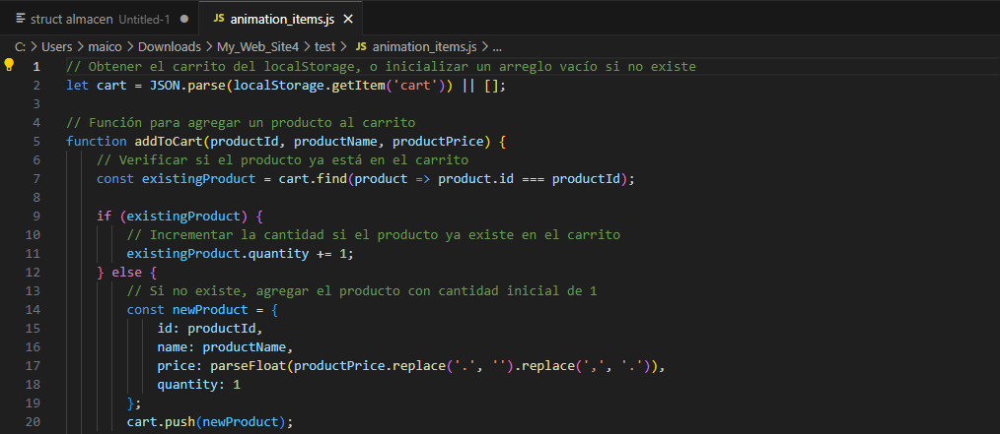 struct almacen Untitled-1 ●
JS animation_items.js ×
C: > Users > maico > Downloads > My_Web_Site4 > test > JS animation_items.js > ...
1 // Obtener el carrito del localStorage, o inicializar un arreglo vacío si no existe
2 let cart = JSON.parse(localStorage.getItem('cart')) || [];
3
4 // Función para agregar un producto al carrito
5 function addToCart(productId, productName, productPrice) {
6     // Verificar si el producto ya está en el carrito
7     const existingProduct = cart.find(product => product.id === productId);
8
9     if (existingProduct) {
10         // Incrementar la cantidad si el producto ya existe en el carrito
11         existingProduct.quantity += 1;
12     } else {
13         // Si no existe, agregar el producto con cantidad inicial de 1
14         const newProduct = {
15             id: productId,
16             name: productName,
17             price: parseFloat(productPrice.replace('.', '').replace(',', '.')),
18             quantity: 1
19         };
20         cart.push(newProduct);